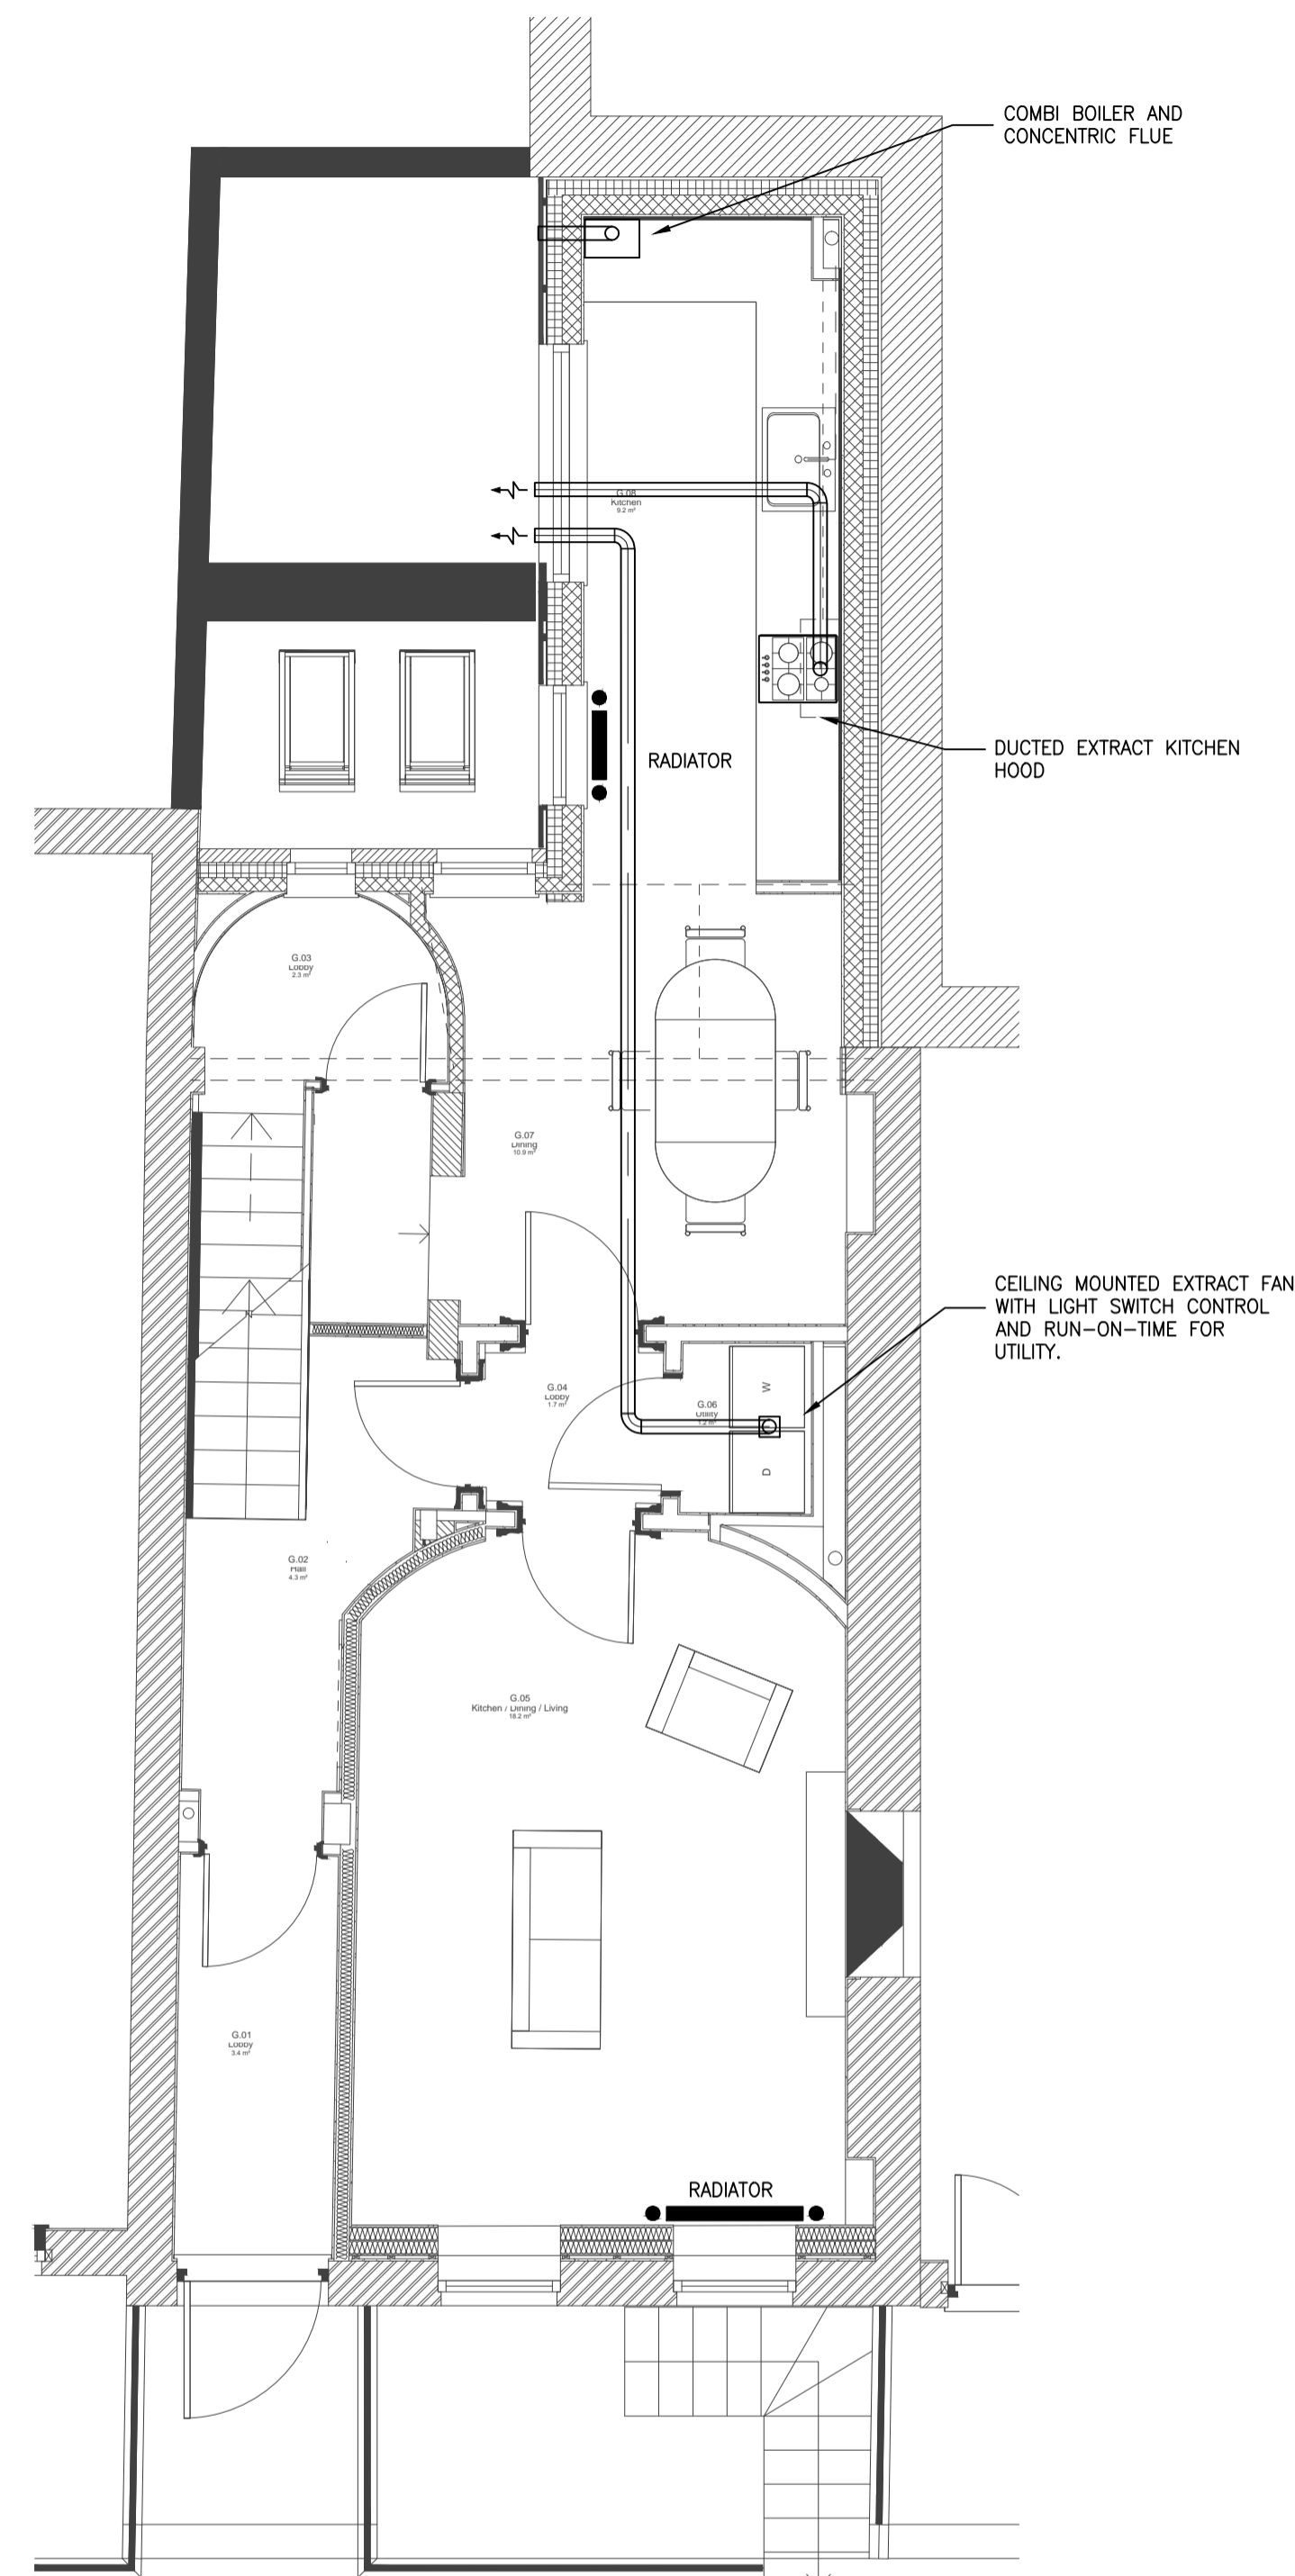 COMBI BOILER AND
CONCENTRIC FLUE
G.08
Kitchen
9.2 m²
RADIATOR
DUCTED EXTRACT KITCHEN
HOOD
G.03
Lobby
2.3 m²
G.07
Dining
10.9 m²
CEILING MOUNTED EXTRACT FAN
WITH LIGHT SWITCH CONTROL
AND RUN-ON-TIME FOR
UTILITY.
G.04
Lobby
1.7 m²
G.06
Utility
1.2 m²
W
D
G.02
Hall
4.3 m²
G.05
Kitchen / Dining / Living
18.2 m²
G.01
Lobby
3.4 m²
RADIATOR